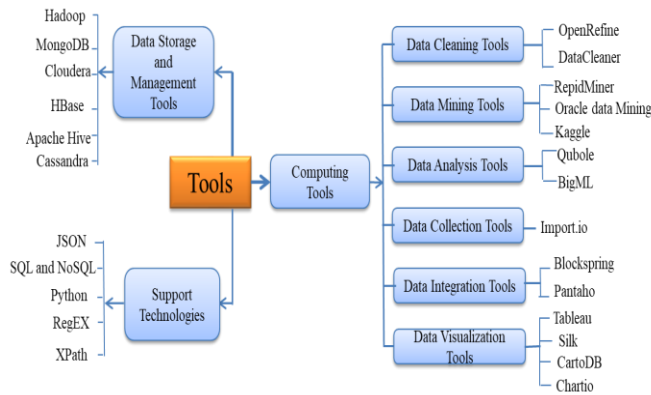 Hadoop
MongoDB
Cloudera
HBase
Apache Hive
Cassandra
Data Storage
and
Management
Tools
Tools
Computing
Tools
JSON
SQL and NoSQL
Python
RegEX
XPath
Support
Technologies
Data Cleaning Tools
OpenRefine
DataCleaner
Data Mining Tools
RepidMiner
Oracle data Mining
Kaggle
Data Analysis Tools
Qubole
BigML
Data Collection Tools
Import.io
Data Integration Tools
Blockspring
Pantaho
Data Visualization
Tools
Tableau
Silk
CartoDB
Chartio